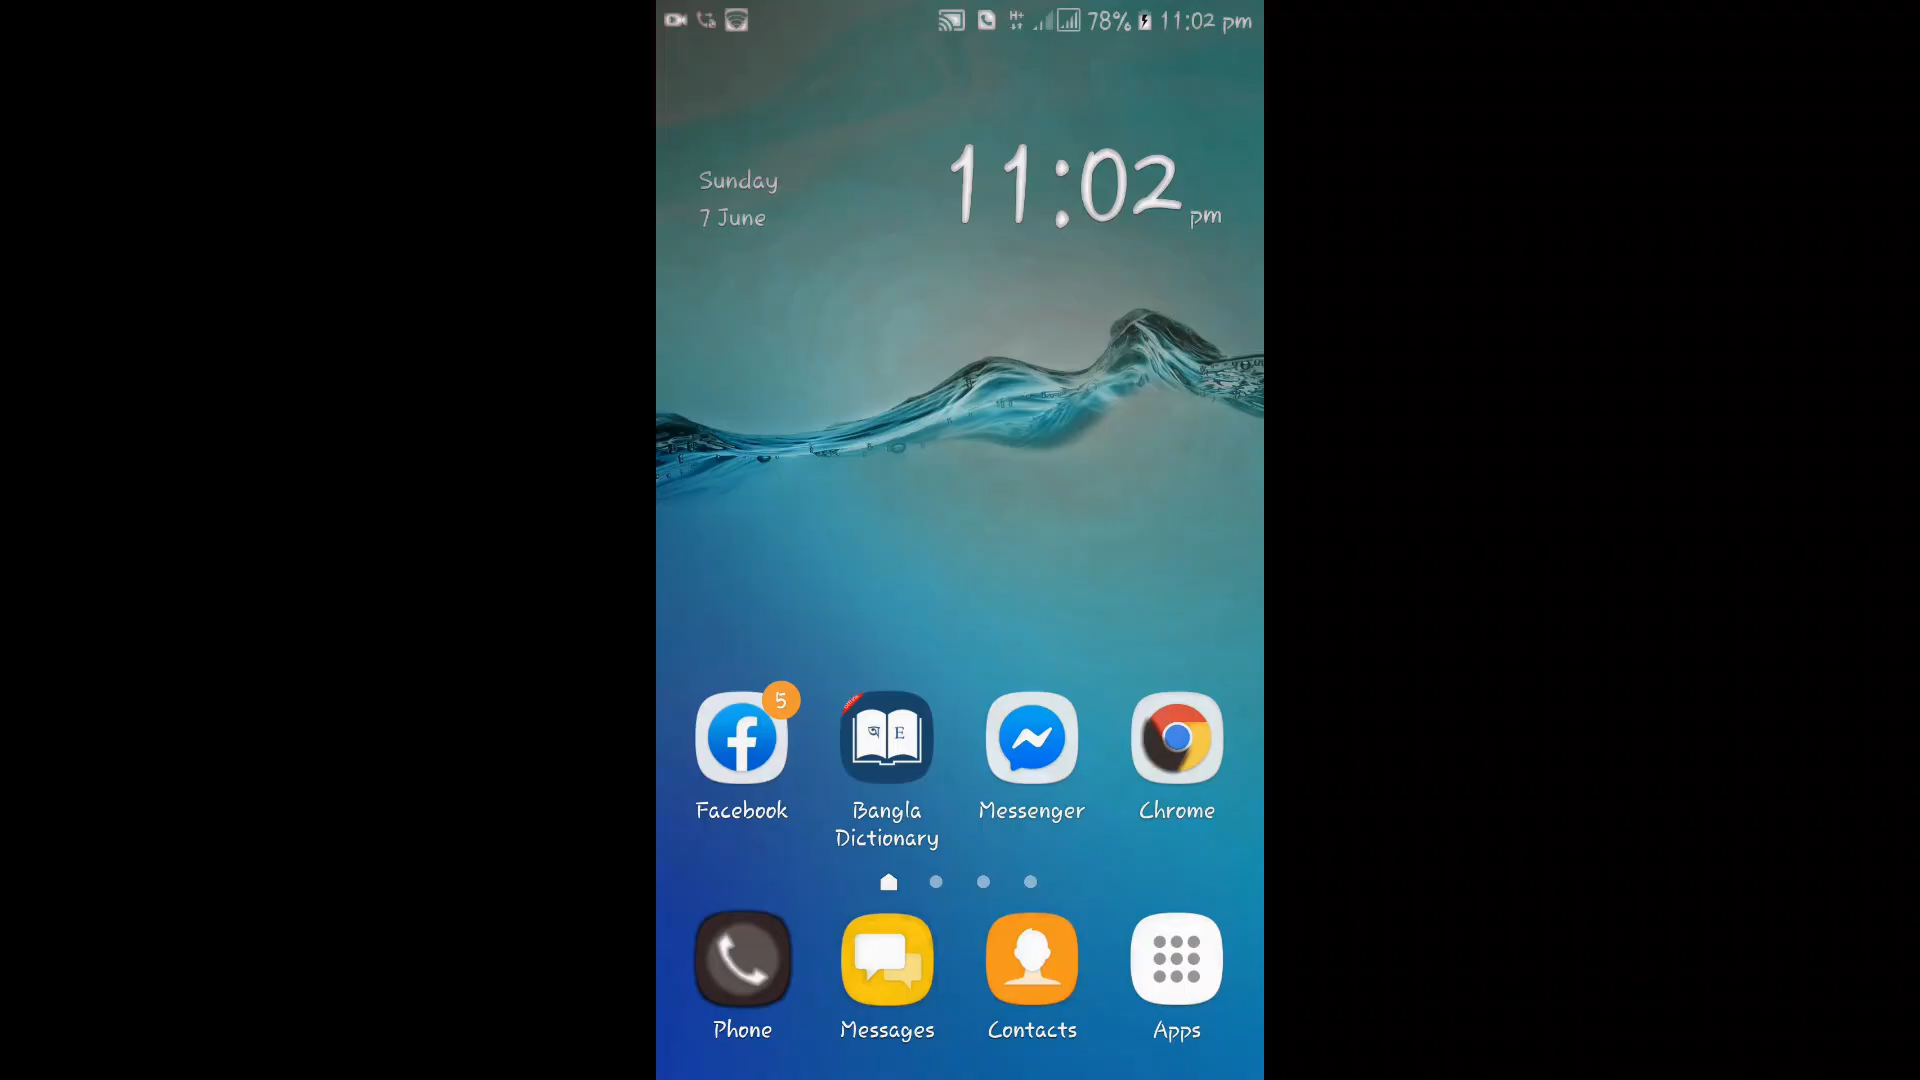 H+ 78% 11:02 pm
Sunday
7 June
11:02 pm
5
অ E
Facebook
Bangla
Dictionary
Messenger
Chrome
Phone
Messages
Contacts
Apps